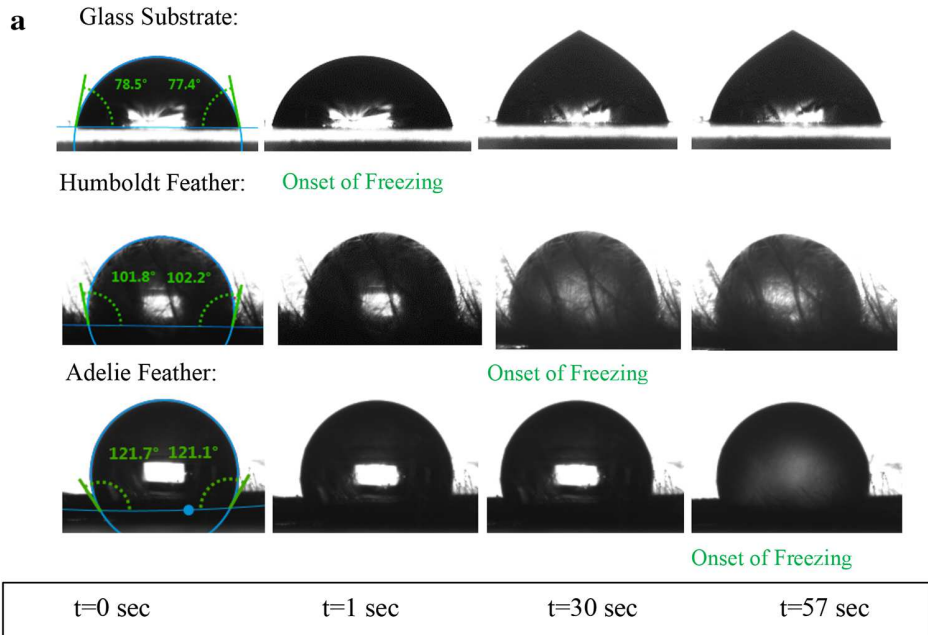 a
Glass Substrate:
78.5° 77.4°
Onset of Freezing
Humboldt Feather:
101.8° 102.2°
Onset of Freezing
Adelie Feather:
121.7° 121.1°
Onset of Freezing
t=0 sec t=1 sec t=30 sec t=57 sec